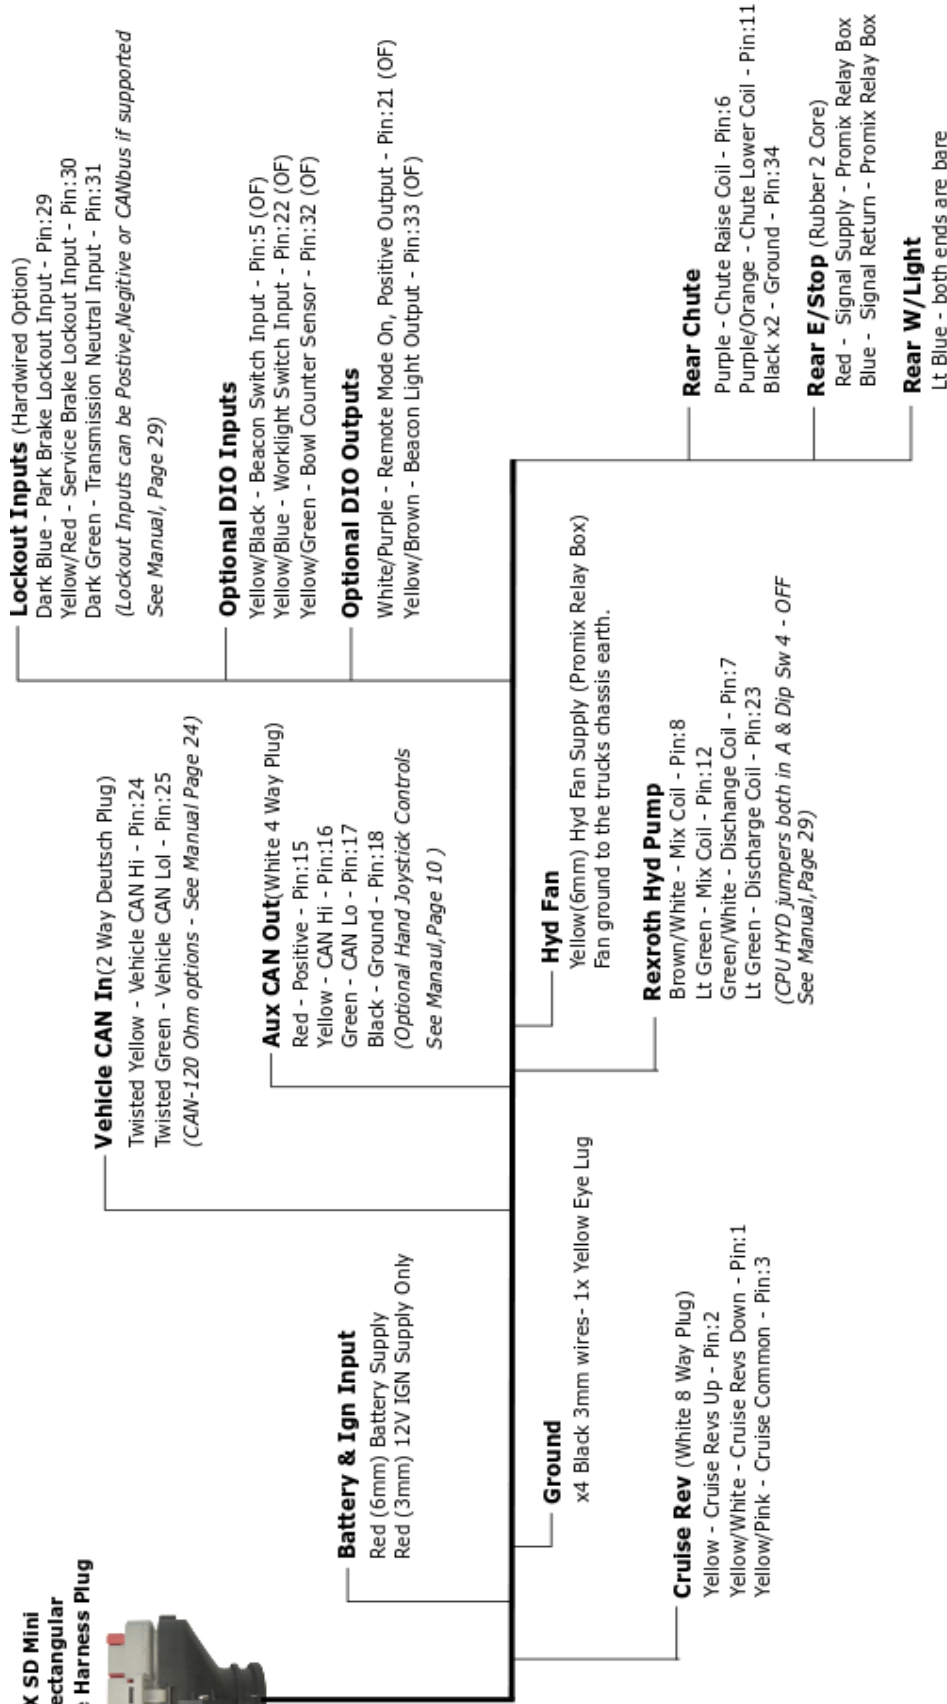 X SD Mini
ectangular
e Harness Plug
Battery & Ign Input
Red (6mm) Battery Supply
Red (3mm) 12V IGN Supply Only
Vehicle CAN In(2 Way Deutsch Plug)
Twisted Yellow - Vehicle CAN Hi - Pin:24
Twisted Green - Vehicle CAN Lol - Pin:25
(CAN-120 Ohm options - See Manual Page 24)
Aux CAN Out(White 4 Way Plug)
Red - Positive - Pin:15
Yellow - CAN Hi - Pin:16
Green - CAN Lo - Pin:17
Black - Ground - Pin:18
(Optional Hand Joystick Controls
See Manaul,Page 10 )
Lockout Inputs (Hardwired Option)
Dark Blue - Park Brake Lockout Input - Pin:29
Yellow/Red - Service Brake Lockout Input - Pin:30
Dark Green - Transmission Neutral Input - Pin:31
(Lockout Inputs can be Postive,Negitive or CANbus if supported
See Manual, Page 29)
Optional DIO Inputs
Yellow/Black - Beacon Switch Input - Pin:5 (OF)
Yellow/Blue - Worklight Switch Input - Pin:22 (OF)
Yellow/Green - Bowl Counter Sensor - Pin:32 (OF)
Optional DIO Outputs
White/Purple - Remote Mode On, Positive Output - Pin:21 (OF)
Yellow/Brown - Beacon Light Output - Pin:33 (OF)
Cruise Rev (White 8 Way Plug)
Yellow - Cruise Revs Up - Pin:2
Yellow/White - Cruise Revs Down - Pin:1
Yellow/Pink - Cruise Common - Pin:3
Ground
x4 Black 3mm wires- 1x Yellow Eye Lug
Rexroth Hyd Pump
Brown/White - Mix Coil - Pin:8
Lt Green - Mix Coil - Pin:12
Green/White - Dischange Coil - Pin:7
Lt Green - Discharge Coil - Pin:23
(CPU HYD jumpers both in A & Dip Sw 4 - OFF
See Manual,Page 29)
Hyd Fan
Yellow(6mm) Hyd Fan Supply (Promix Relay Box)
Fan ground to the trucks chassis earth.
Rear Chute
Purple - Chute Raise Coil - Pin:6
Purple/Orange - Chute Lower Coil - Pin:11
Black x2 - Ground - Pin:34
Rear E/Stop (Rubber 2 Core)
Red - Signal Supply - Promix Relay Box
Blue - Signal Return - Promix Relay Box
Rear W/Light
Lt Blue - both ends are bare